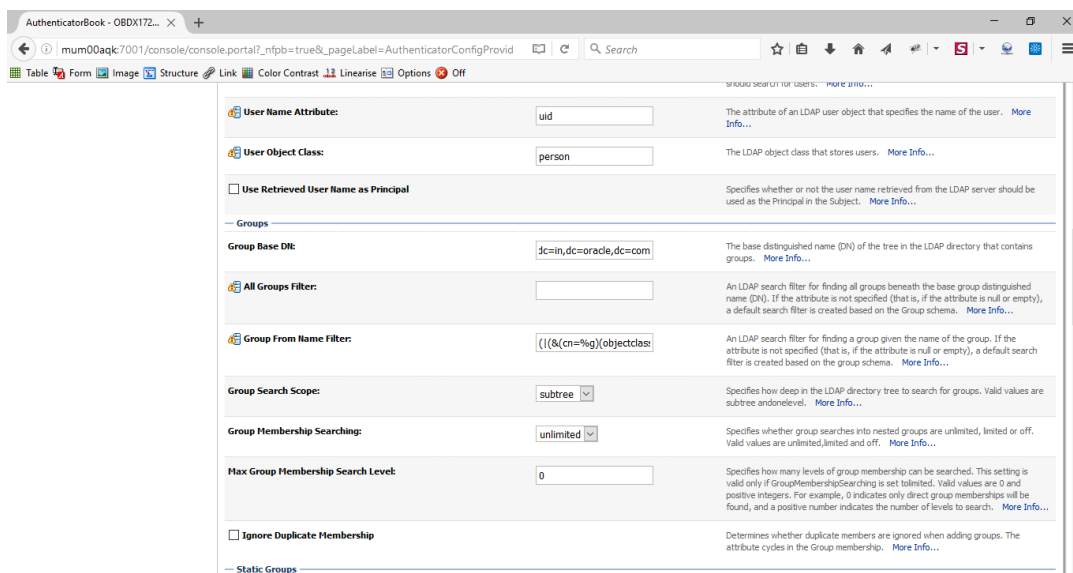 AuthenticatorBook - OBDX172...
mum00aqk:7001/console/console.portal?_nfpb=true&_pageLabel=AuthenticatorConfigProvid
Search
Table Form Image Structure Link Color Contrast Linearise Options Off
should search for users. More Info...
User Name Attribute:
uid
The attribute of an LDAP user object that specifies the name of the user. More
Info...
User Object Class:
person
The LDAP object class that stores users. More Info...
Use Retrieved User Name as Principal
Specifies whether or not the user name retrieved from the LDAP server should be
used as the Principal in the Subject. More Info...
Groups
Group Base DN:
dc=in,dc=oracle,dc=com
The base distinguished name (DN) of the tree in the LDAP directory that contains
groups. More Info...
All Groups Filter:
An LDAP search filter for finding all groups beneath the base group distinguished
name (DN). If the attribute is not specified (that is, if the attribute is null or empty),
a default search filter is created based on the Group schema. More Info...
Group From Name Filter:
(|(&(cn=%g)(objectclas
An LDAP search filter for finding a group given the name of the group. If the
attribute is not specified (that is, if the attribute is null or empty), a default search
filter is created based on the group schema. More Info...
Group Search Scope:
subtree
Specifies how deep in the LDAP directory tree to search for groups. Valid values are
subtree andonelevel. More Info...
Group Membership Searching:
unlimited
Specifies whether group searches into nested groups are unlimited, limited or off.
Valid values are unlimited,limited and off. More Info...
Max Group Membership Search Level:
0
Specifies how many levels of group membership can be searched. This setting is
valid only if GroupMembershipSearching is set tolimited. Valid values are 0 and
positive integers. For example, 0 indicates only direct group memberships will be
found, and a positive number indicates the number of levels to search. More Info...
Ignore Duplicate Membership
Determines whether duplicate members are ignored when adding groups. The
attribute cycles in the Group membership. More Info...
Static Groups